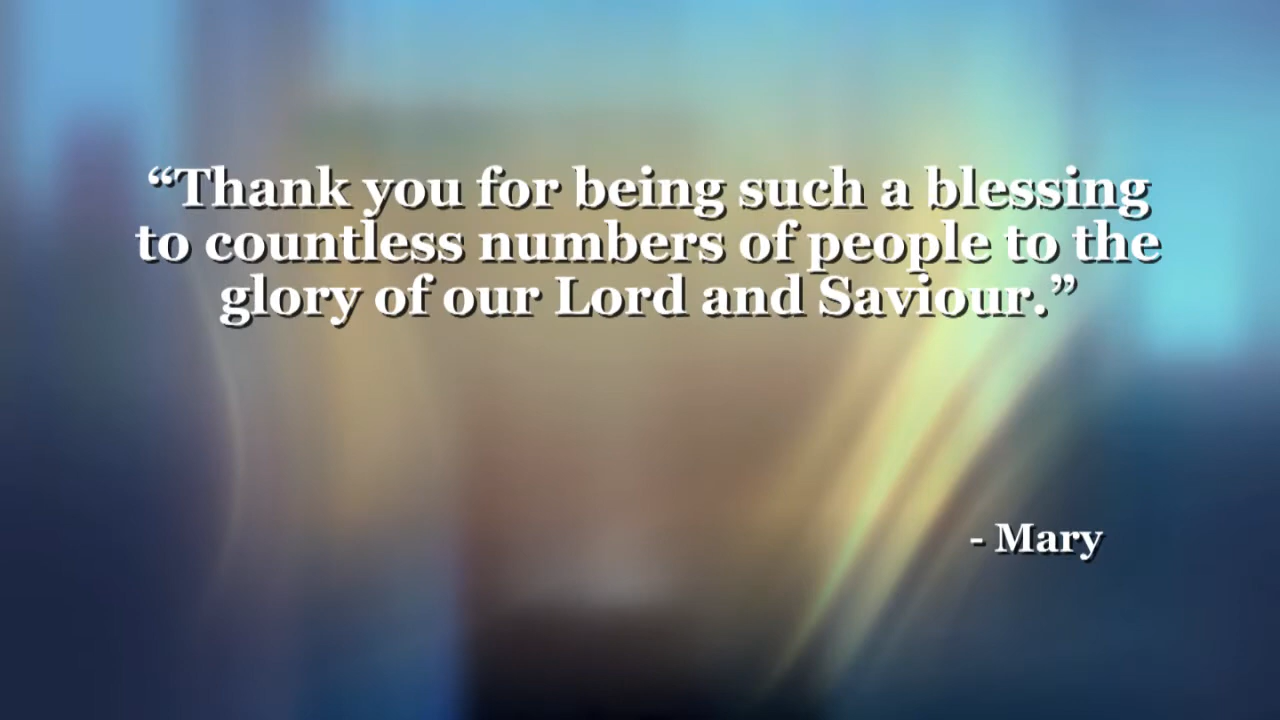 “Thank you for being such a blessing
to countless numbers of people to the
glory of our Lord and Saviour.”
- Mary